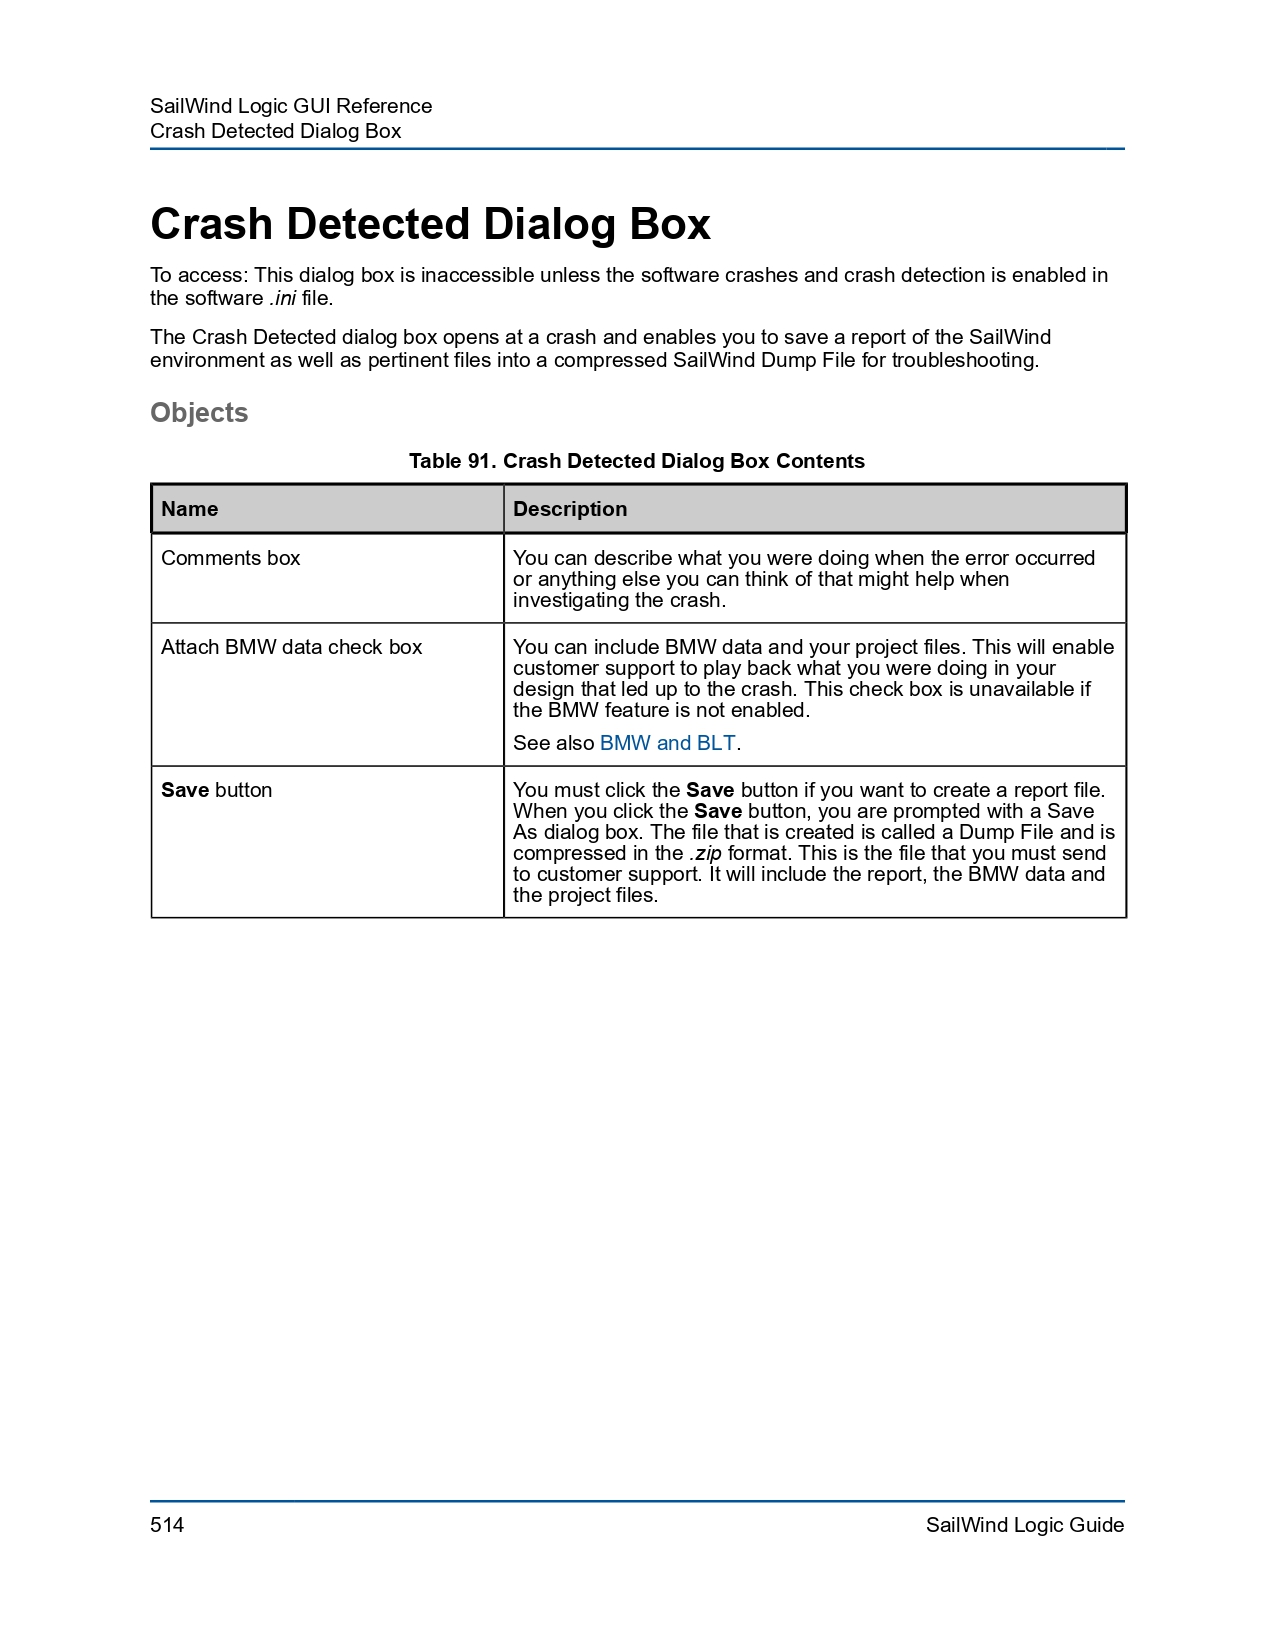 SailWind Logic GUI Reference
Crash Detected Dialog Box
Crash Detected Dialog Box
To access: This dialog box is inaccessible unless the software crashes and crash detection is enabled in
the software .ini file.
The Crash Detected dialog box opens at a crash and enables you to save a report of the SailWind
environment as well as pertinent files into a compressed SailWind Dump File for troubleshooting.
Objects
Table 91. Crash Detected Dialog Box Contents
Name
Description
Comments box
You can describe what you were doing when the error occurred
or anything else you can think of that might help when
investigating the crash.
Attach BMW data check box
You can include BMW data and your project files. This will enable
customer support to play back what you were doing in your
design that led up to the crash. This check box is unavailable if
the BMW feature is not enabled.
See also BMW and BLT.
Save button
You must click the Save button if you want to create a report file.
When you click the Save button, you are prompted with a Save
As dialog box. The file that is created is called a Dump File and is
compressed in the .zip format. This is the file that you must send
to customer support. It will include the report, the BMW data and
the project files.
514
SailWind Logic Guide